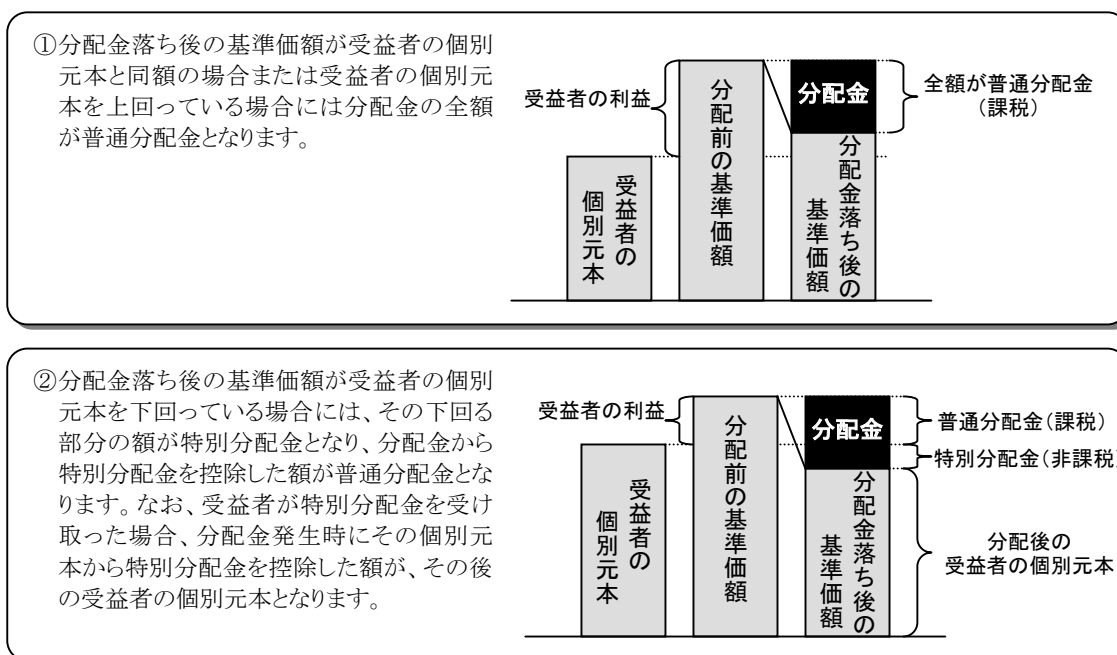 ①分配金落ち後の基準価額が受益者の個別
元本と同額の場合または受益者の個別元
本を上回っている場合には分配金の全額
が普通分配金となります。
受益者の利益
受益者の
個別元本
分配前の基準価額
分配金
分配金落ち後の
基準価額
全額が普通分配金
(課税)
②分配金落ち後の基準価額が受益者の個別
元本を下回っている場合には、その下回る
部分の額が特別分配金となり、分配金から
特別分配金を控除した額が普通分配金とな
ります。なお、受益者が特別分配金を受け
取った場合、分配金発生時にその個別元
本から特別分配金を控除した額が、その後
の受益者の個別元本となります。
受益者の利益
受益者の
個別元本
分配前の基準価額
分配金
分配金落ち後の
基準価額
普通分配金(課税)
特別分配金(非課税)
分配後の
受益者の個別元本